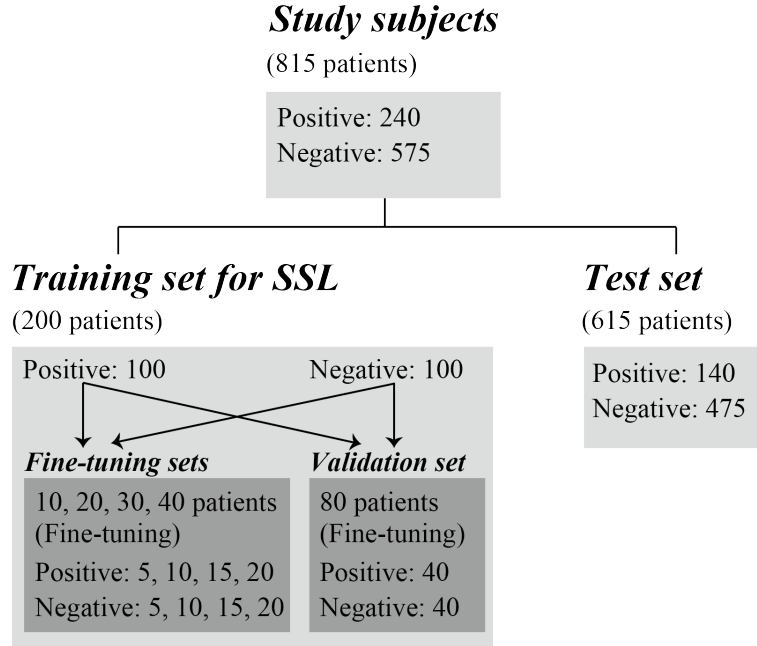 Study subjects
(815 patients)
Positive: 240
Negative: 575
Training set for SSL
(200 patients)
Positive: 100
Negative: 100
Fine-tuning sets
10, 20, 30, 40 patients
(Fine-tuning)
Positive: 5, 10, 15, 20
Negative: 5, 10, 15, 20
Validation set
80 patients
(Fine-tuning)
Positive: 40
Negative: 40
Test set
(615 patients)
Positive: 140
Negative: 475